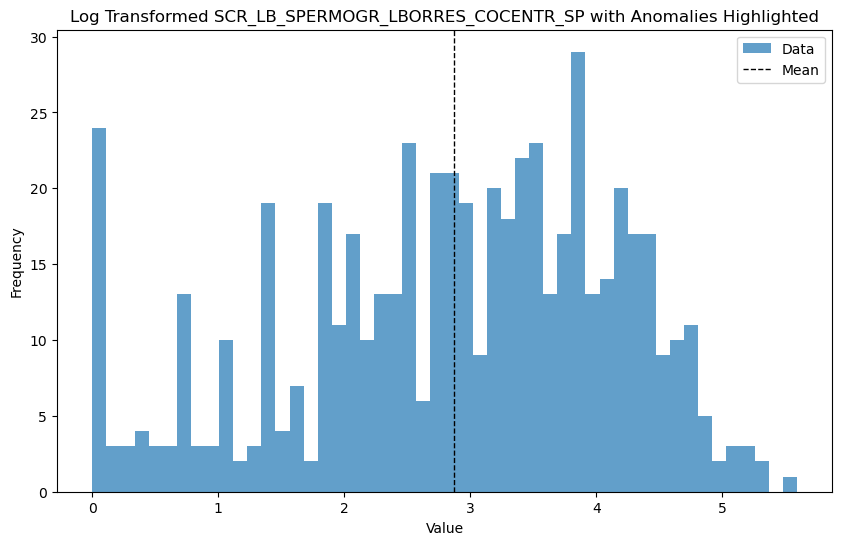 Log Transformed SCR_LB_SPERMOGR_LBORRES_COCENTR_SP with Anomalies Highlighted
Data
Mean
30
25
20
15
10
5
0
Frequency
0 1 2 3 4 5
Value